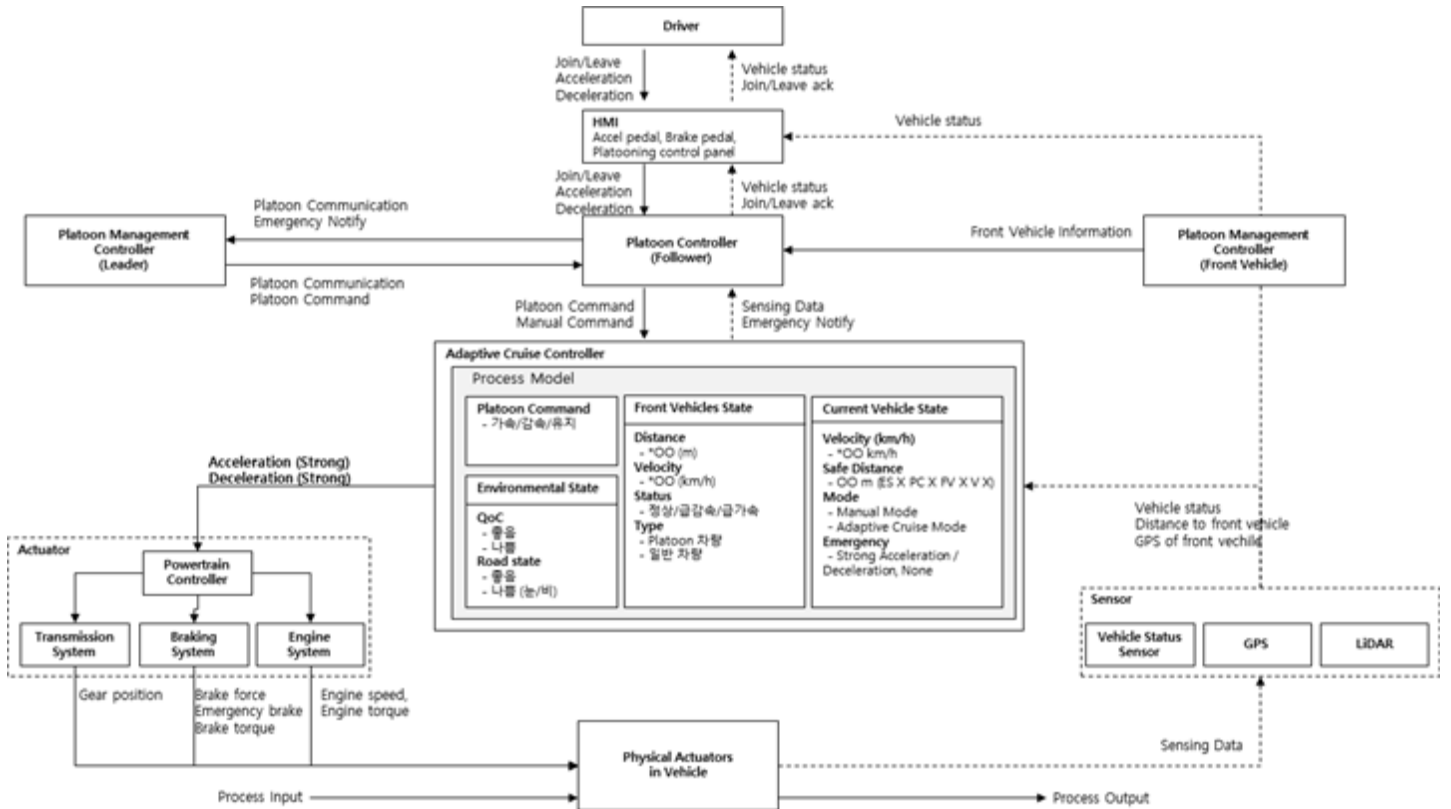 Driver
Join/Leave
Acceleration
Deceleration
Vehicle status
Join/Leave ack
HMI
Accel pedal, Brake pedal,
Platooning control panel
Vehicle status
Join/Leave
Acceleration
Deceleration
Vehicle status
Join/Leave ack
Platoon Communication
Emergency Notify
Platoon Management
Controller
(Leader)
Platoon Controller
(Follower)
Front Vehicle Information
Platoon Management
Controller
(Front Vehicle)
Platoon Communication
Platoon Command
Platoon Command
Manual Command
Sensing Data
Emergency Notify
Adaptive Cruise Controller
Process Model
Platoon Command
- 가속/감속/유지
Environmental State
QoC
- 좋음
- 나쁨
Road state
- 좋음
- 나쁨 (눈/비)
Front Vehicles State
Distance
- *OO (m)
Velocity
- *OO (km/h)
Status
- 정상/급감속/급가속
Type
- Platoon 차량
- 일반 차량
Current Vehicle State
Velocity (km/h)
- *OO km/h
Safe Distance
- OO m (ES X PC X FV X V X)
Mode
- Manual Mode
- Adaptive Cruise Mode
Emergency
- Strong Acceleration /
Deceleration, None
Acceleration (Strong)
Deceleration (Strong)
Vehicle status
Distance to front vehicle
GPS of front vechile
Actuator
Powertrain
Controller
Transmission
System
Braking
System
Engine
System
Sensor
Vehicle Status
Sensor
GPS
LiDAR
Gear position
Brake force
Emergency brake
Brake torque
Engine speed,
Engine torque
Physical Actuators
in Vehicle
Sensing Data
Process Input
Process Output